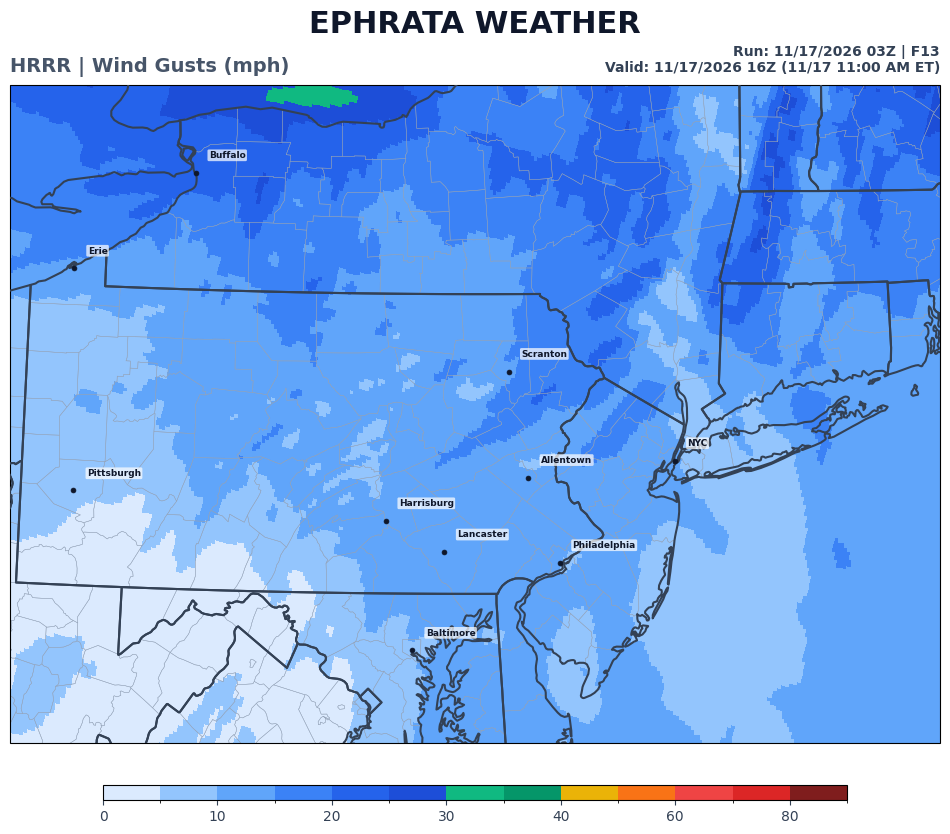 EPHRATA WEATHER
HRRR | Wind Gusts (mph)
Run: 11/17/2026 03Z | F13
Valid: 11/17/2026 16Z (11/17 11:00 AM ET)
Buffalo
Erie
Scranton
NYC
Allentown
Pittsburgh
Harrisburg
Lancaster
Philadelphia
Baltimore
0 10 20 30 40 50 60 70 80